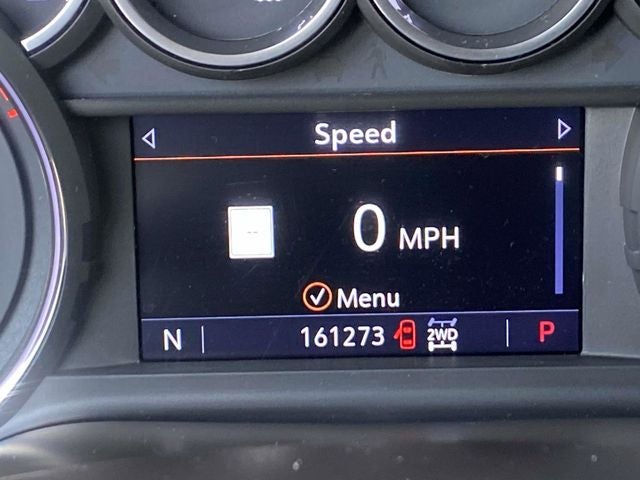 Speed
--
0 MPH
Menu
N 161273 2WD P